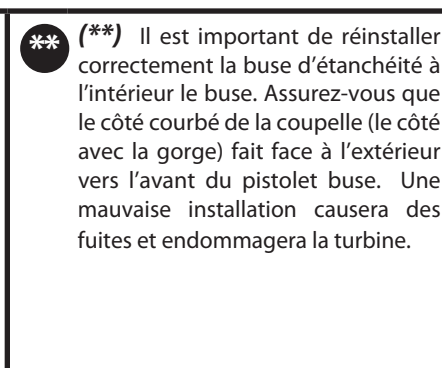 ** (**) Il est important de réinstaller
correctement la buse d'étanchéité à
l'intérieur le buse. Assurez-vous que
le côté courbé de la coupelle (le côté
avec la gorge) fait face à l'extérieur
vers l'avant du pistolet buse. Une
mauvaise installation causera des
fuites et endommagera la turbine.